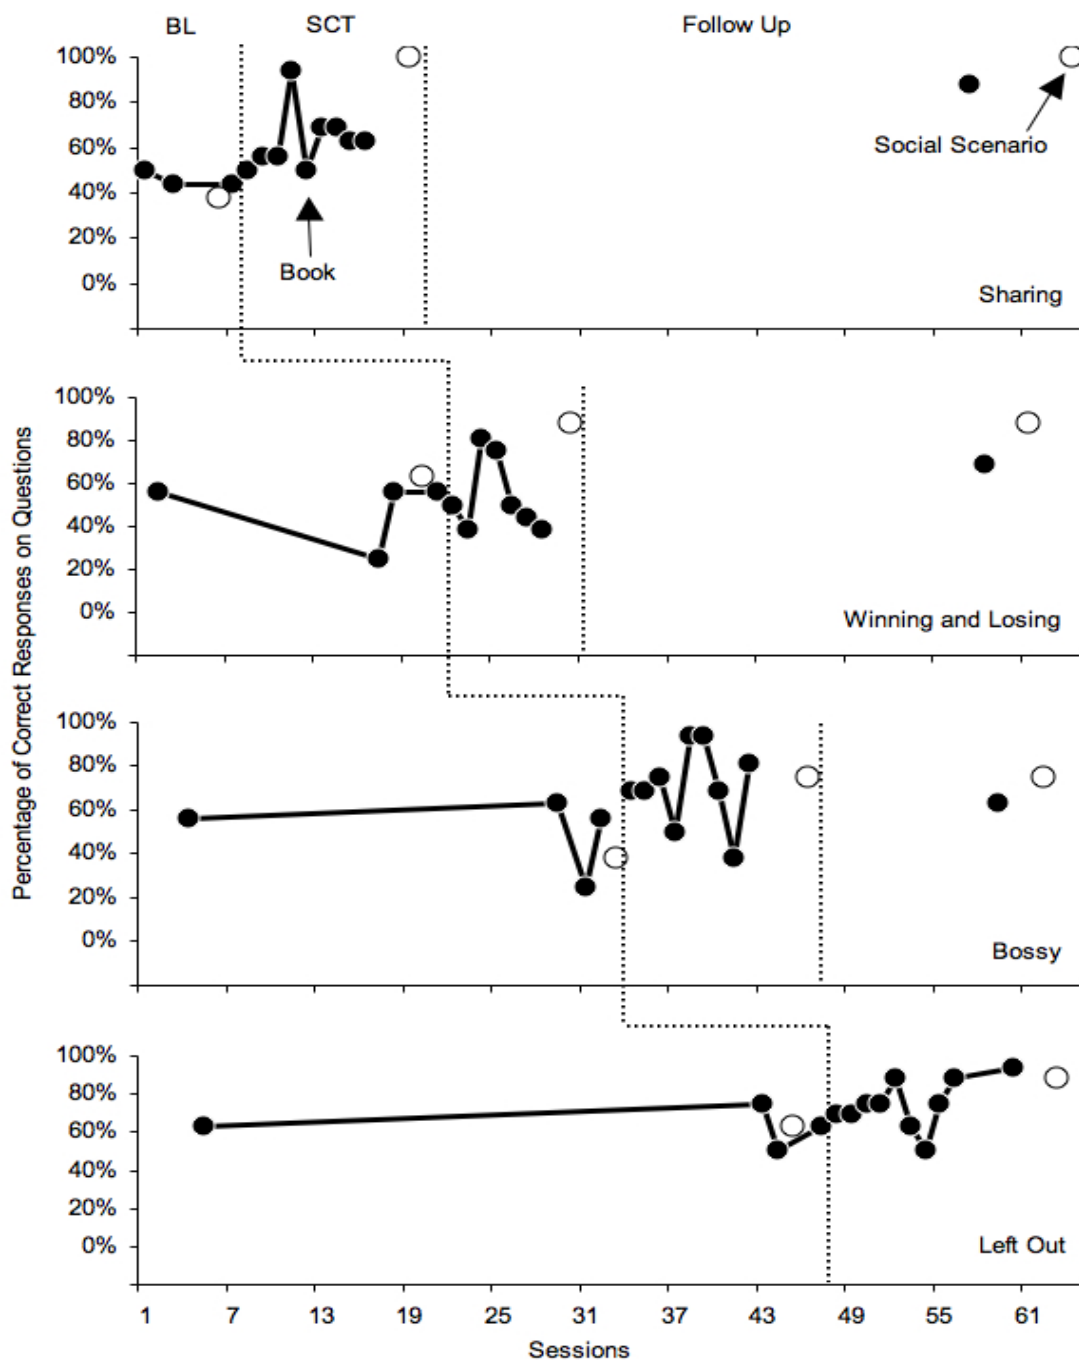 BL SCT Follow Up
100%
80%
60%
40%
20%
0%
Social Scenario
Book
Sharing
Percentage of Correct Responses on Questions
100%
80%
60%
40%
20%
0%
Winning and Losing
100%
80%
60%
40%
20%
0%
Bossy
100%
80%
60%
40%
20%
0%
Left Out
1 7 13 19 25 31 37 43 49 55 61
Sessions